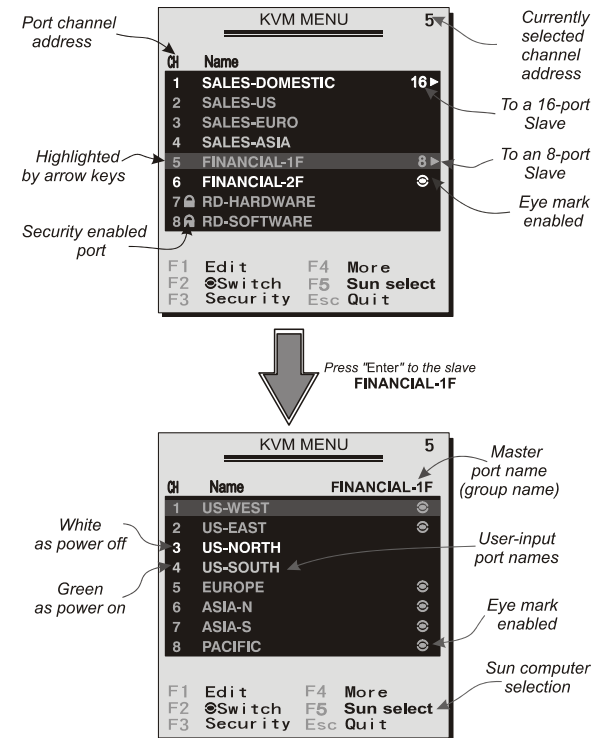 Port channel
address
KVM MENU
5
Currently
selected
channel
address
CH Name
1 SALES-DOMESTIC 16
2 SALES-US
3 SALES-EURO
4 SALES-ASIA
5 FINANCIAL-1F 8
6 FINANCIAL-2F
7 RD-HARDWARE
8 RD-SOFTWARE
To a 16-port
Slave
Highlighted
by arrow keys
To an 8-port
Slave
Eye mark
enabled
Security enabled
port
F1 Edit F4 More
F2 Switch F5 Sun select
F3 Security Esc Quit
Press "Enter" to the slave
FINANCIAL-1F
KVM MENU
5
Master
port name
(group name)
CH Name FINANCIAL-1F
1 US-WEST
2 US-EAST
3 US-NORTH
4 US-SOUTH
5 EUROPE
6 ASIA-N
7 ASIA-S
8 PACIFIC
White
as power off
User-input
port names
Green
as power on
Eye mark
enabled
Sun computer
selection
F1 Edit F4 More
F2 Switch F5 Sun select
F3 Security Esc Quit